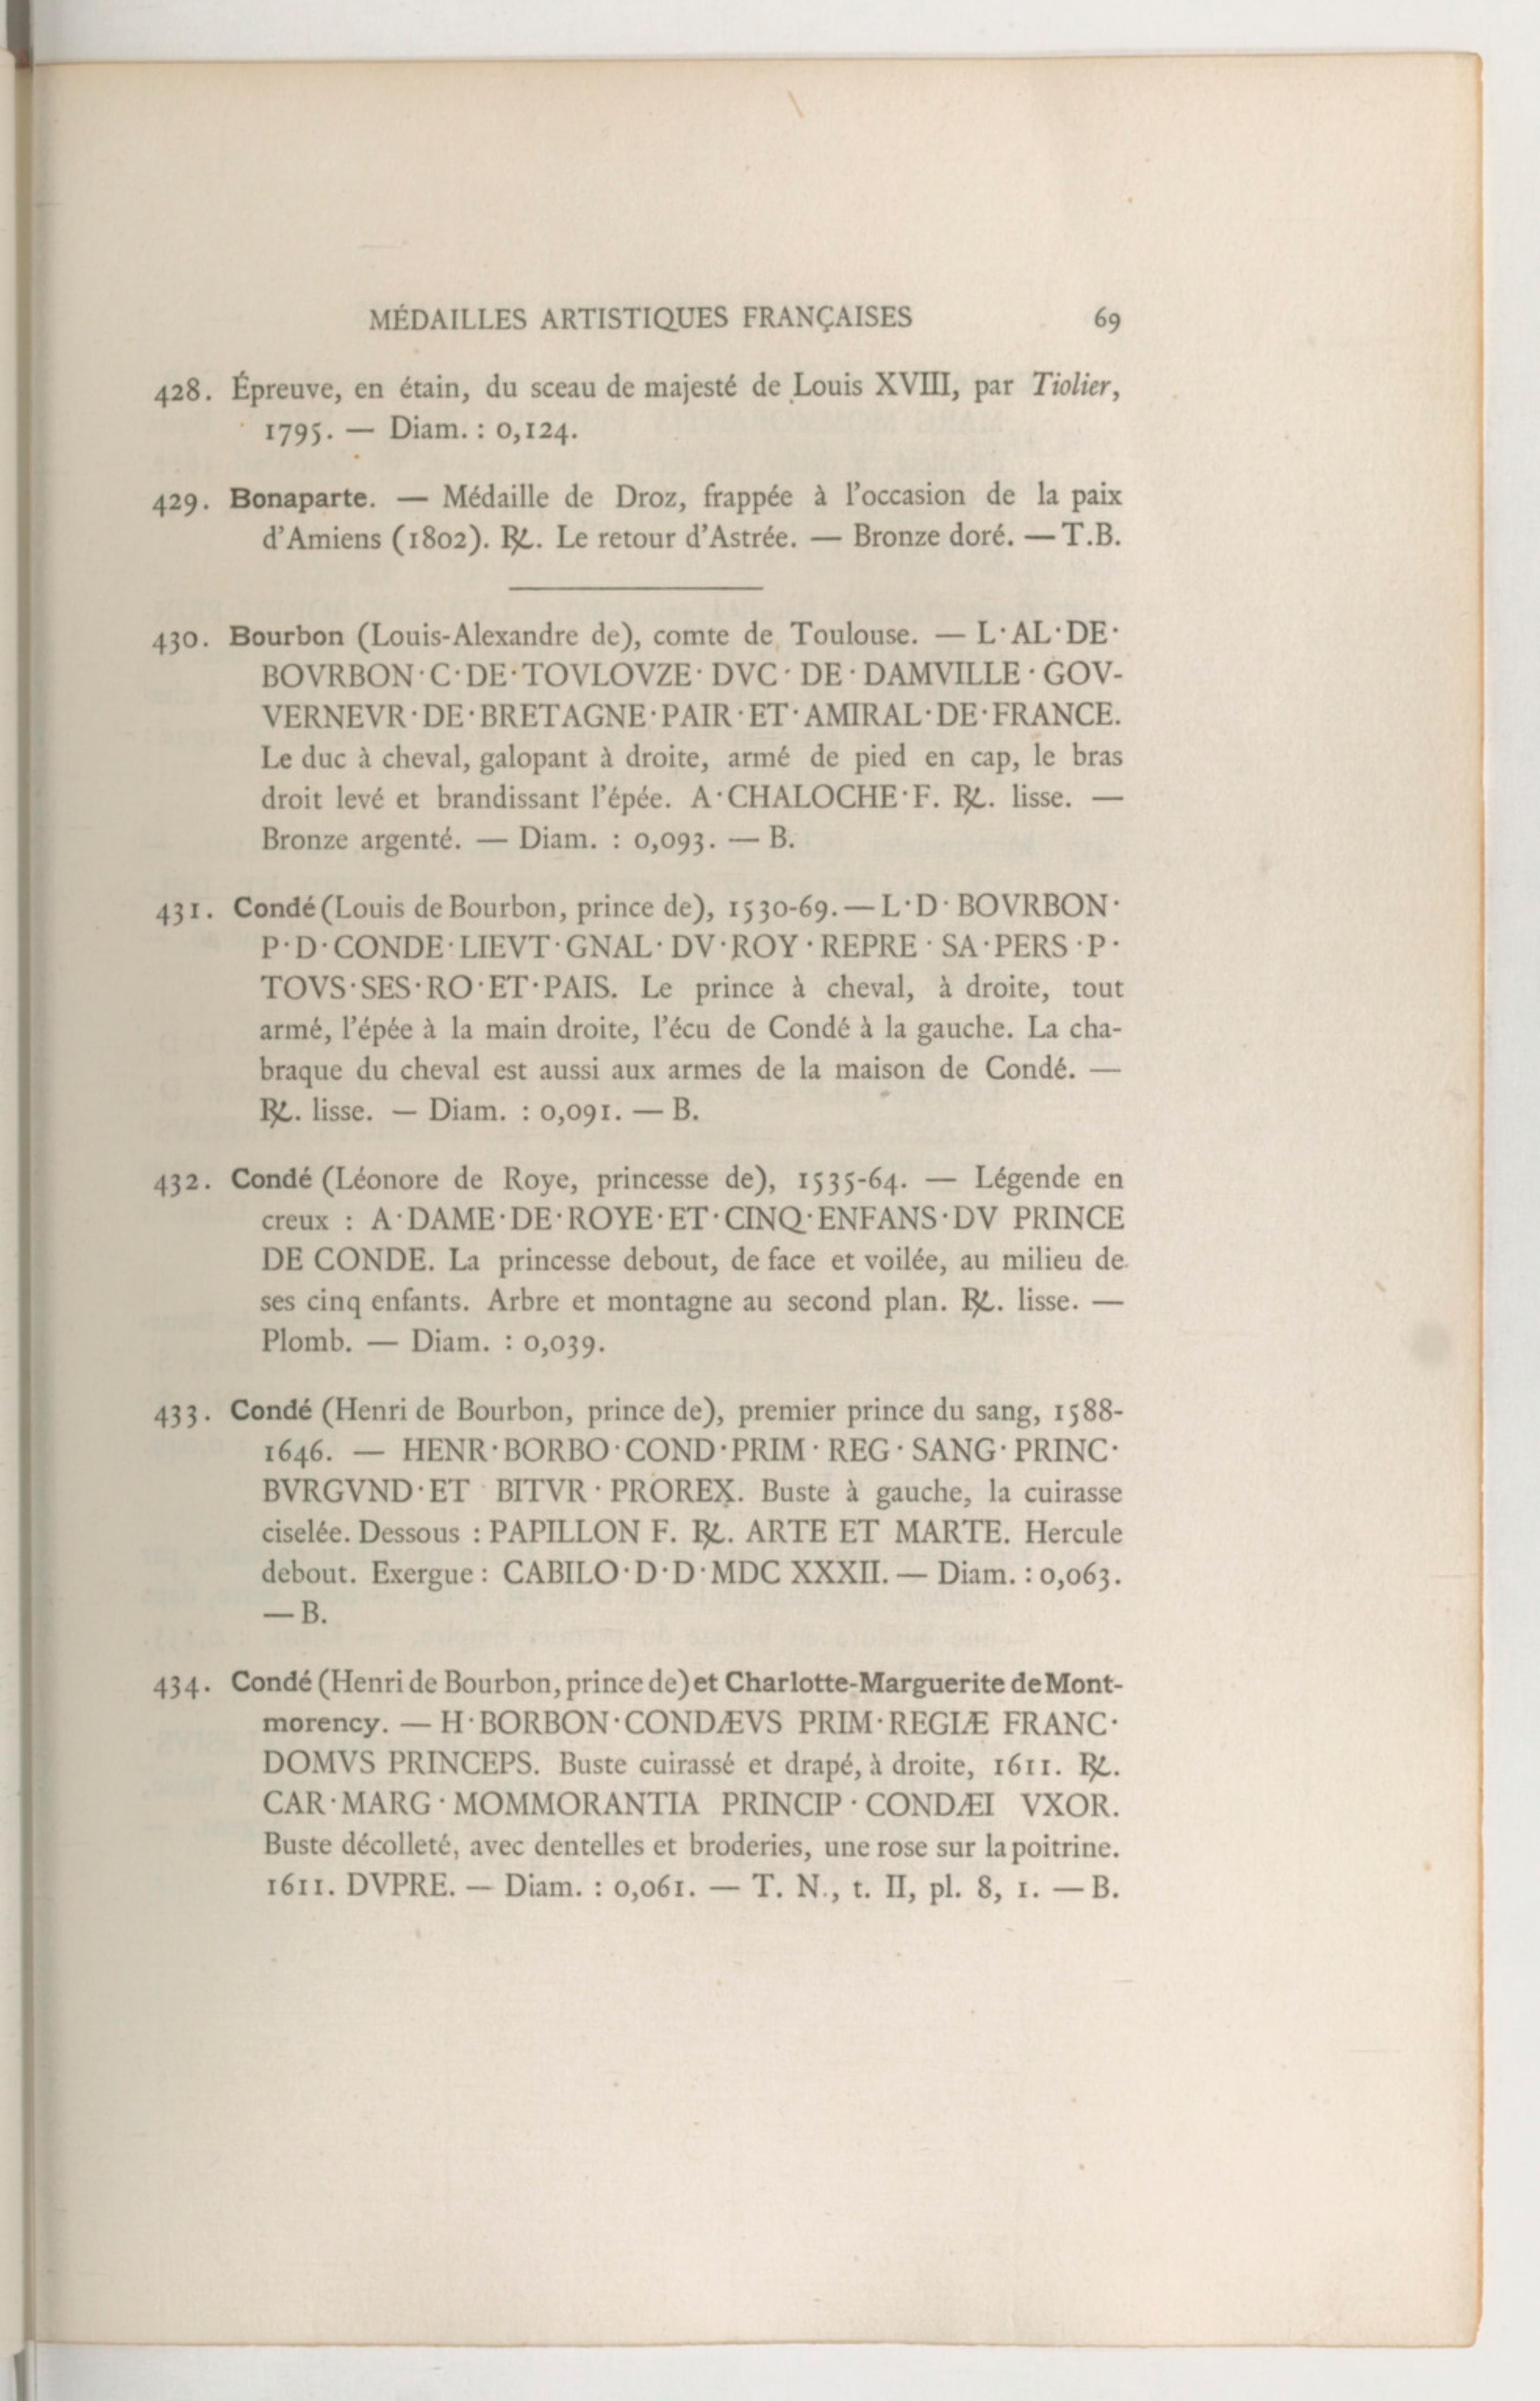 MÉDAILLES ARTISTIQUES FRANÇAISES 69
428. Épreuve, en étain, du sceau de majesté de Louis XVIII, par Tiolier,
1795. — Diam. : 0,124.
429. Bonaparte. — Médaille de Droz, frappée à l'occasion de la paix
d'Amiens (1802). ℞. Le retour d'Astrée. — Bronze doré. — T.B.
430. Bourbon (Louis-Alexandre de), comte de Toulouse. — L·AL·DE·
BOVRBON·C·DE·TOVLOVZE·DVC·DE·DAMVILLE·GOV-
VERNEVR·DE·BRETAGNE·PAIR·ET·AMIRAL·DE·FRANCE.
Le duc à cheval, galopant à droite, armé de pied en cap, le bras
droit levé et brandissant l'épée. A·CHALOCHE·F. ℞. lisse. —
Bronze argenté. — Diam. : 0,093. — B.
431. Condé (Louis de Bourbon, prince de), 1530-69. — L·D·BOVRBON·
P·D·CONDE·LIEVT·GNAL·DV·ROY·REPRE·SA·PERS·P·
TOVS·SES·RO·ET·PAIS. Le prince à cheval, à droite, tout
armé, l'épée à la main droite, l'écu de Condé à la gauche. La cha-
braque du cheval est aussi aux armes de la maison de Condé. —
℞. lisse. — Diam. : 0,091. — B.
432. Condé (Léonore de Roye, princesse de), 1535-64. — Légende en
creux : A·DAME·DE·ROYE·ET·CINQ·ENFANS·DV PRINCE
DE CONDE. La princesse debout, de face et voilée, au milieu de
ses cinq enfants. Arbre et montagne au second plan. ℞. lisse. —
Plomb. — Diam. : 0,039.
433. Condé (Henri de Bourbon, prince de), premier prince du sang, 1588-
1646. — HENR·BORBO·COND·PRIM·REG·SANG·PRINC·
BVRGVND·ET BITVR·PROREX. Buste à gauche, la cuirasse
ciselée. Dessous : PAPILLON F. ℞. ARTE ET MARTE. Hercule
debout. Exergue : CABILO·D·D·MDC XXXII. — Diam. : 0,063.
— B.
434. Condé (Henri de Bourbon, prince de) et Charlotte-Marguerite de Mont-
morency. — H·BORBON·CONDÆVS PRIM·REGIÆ FRANC·
DOMVS PRINCEPS. Buste cuirassé et drapé, à droite, 1611. ℞.
CAR·MARG·MOMMORANTIA PRINCIP·CONDÆI VXOR.
Buste décolleté, avec dentelles et broderies, une rose sur la poitrine.
1611. DVPRE. — Diam. : 0,061. — T. N., t. II, pl. 8, 1. — B.